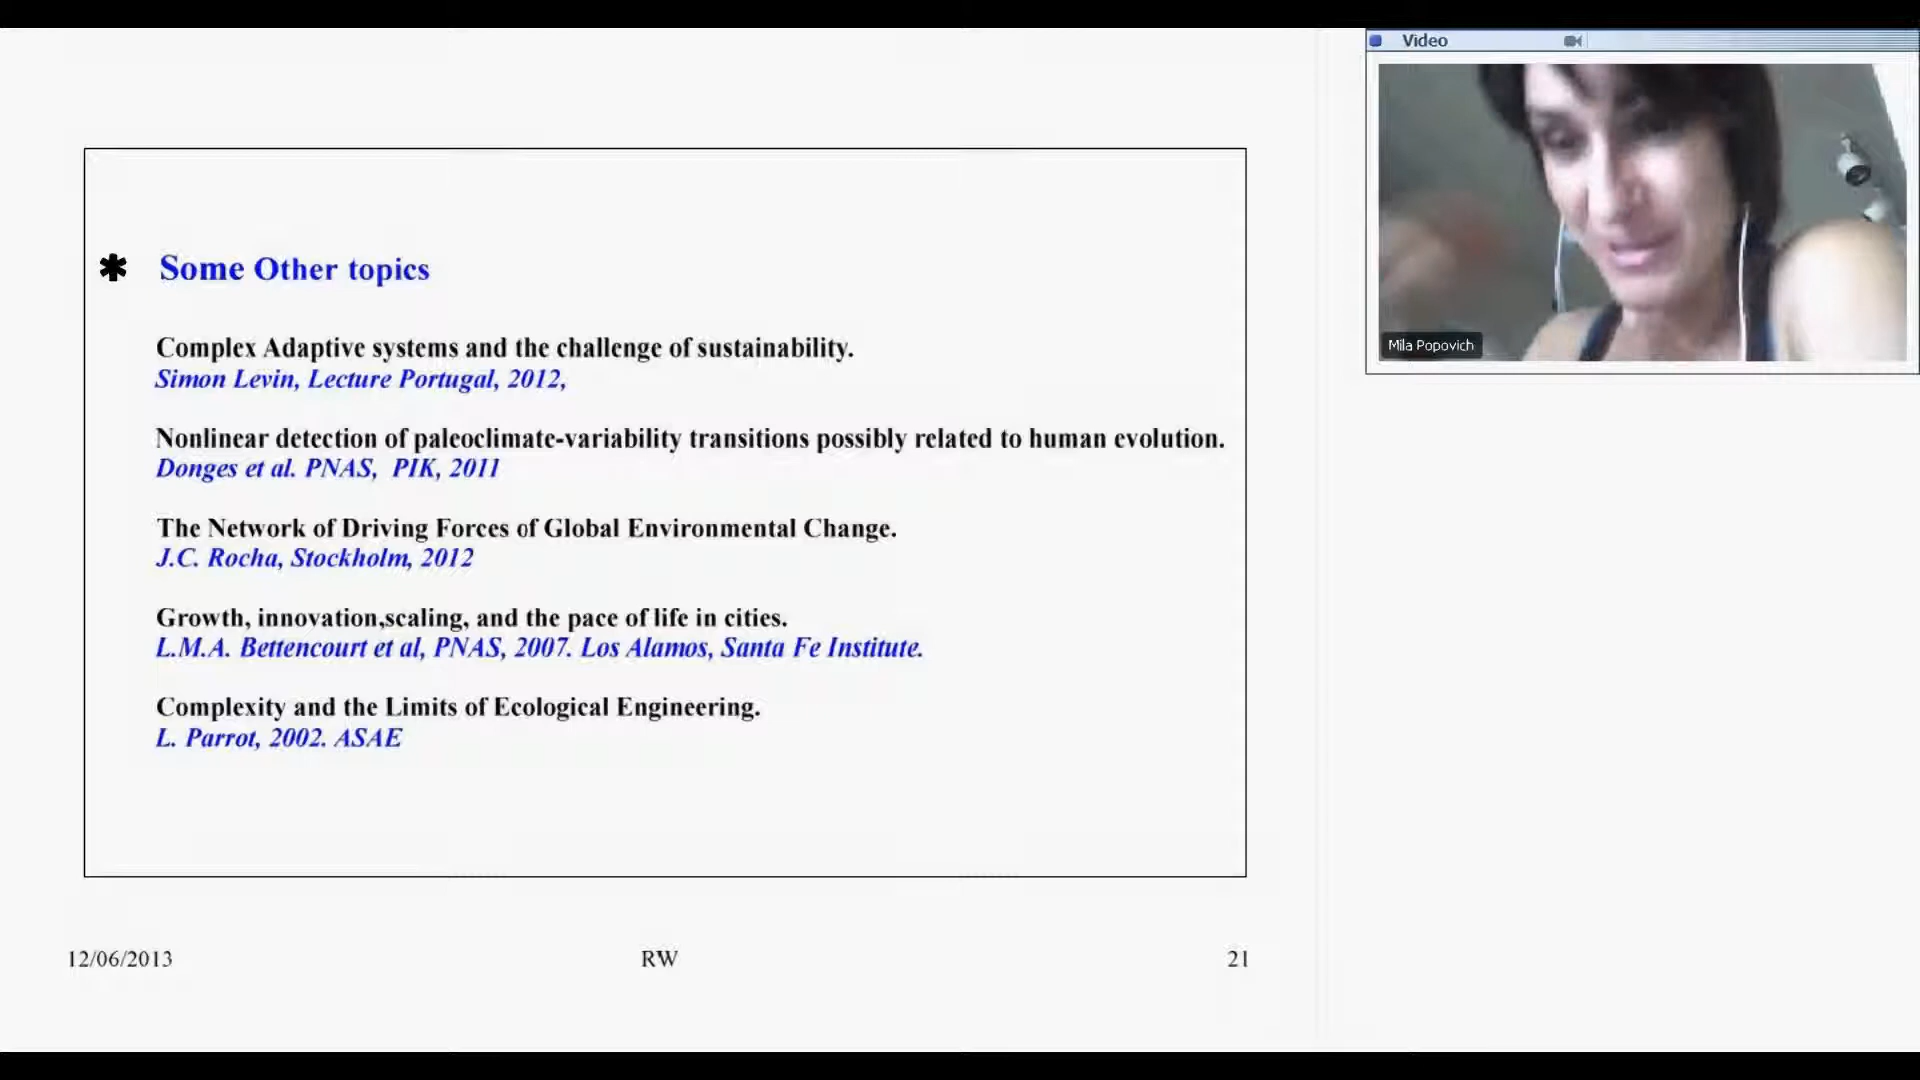 Video
Mila Popovich
✱ Some Other topics
Complex Adaptive systems and the challenge of sustainability.
Simon Levin, Lecture Portugal, 2012,
Nonlinear detection of paleoclimate-variability transitions possibly related to human evolution.
Donges et al. PNAS, PIK, 2011
The Network of Driving Forces of Global Environmental Change.
J.C. Rocha, Stockholm, 2012
Growth, innovation,scaling, and the pace of life in cities.
L.M.A. Bettencourt et al, PNAS, 2007. Los Alamos, Santa Fe Institute.
Complexity and the Limits of Ecological Engineering.
L. Parrot, 2002. ASAE
12/06/2013 RW 21